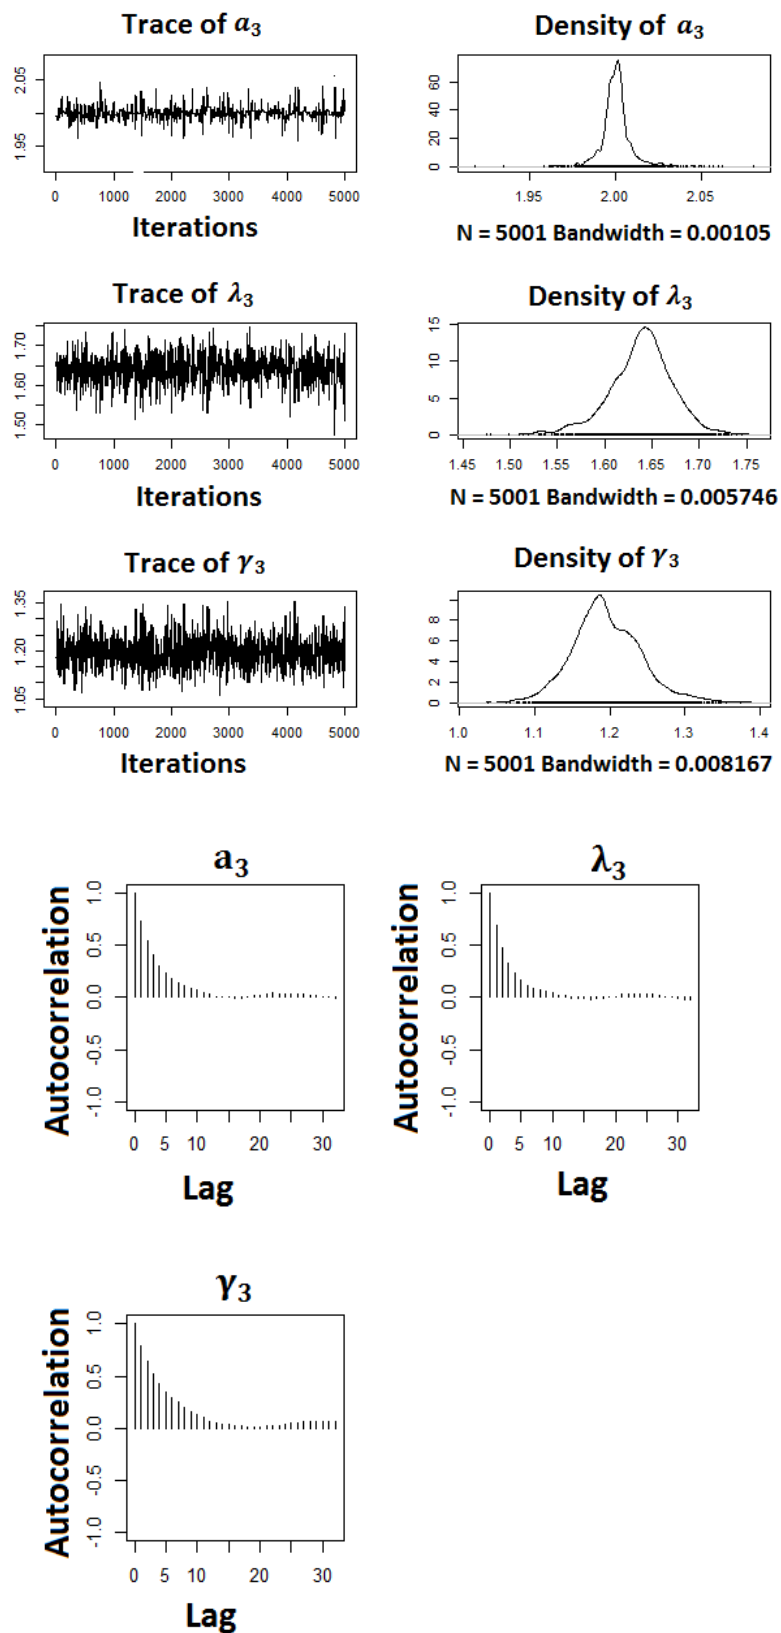 Trace of a₃
2.05
1.95
0 1000 2000 3000 4000 5000
Iterations
Density of a₃
60
40
20
0
1.95 2.00 2.05
N = 5001 Bandwidth = 0.00105
Trace of λ₃
1.70
1.60
1.50
0 1000 2000 3000 4000 5000
Iterations
Density of λ₃
15
10
5
0
1.45 1.50 1.55 1.60 1.65 1.70 1.75
N = 5001 Bandwidth = 0.005746
Trace of γ₃
1.35
1.20
1.05
0 1000 2000 3000 4000 5000
Iterations
Density of γ₃
8
6
4
2
0
1.0 1.1 1.2 1.3 1.4
N = 5001 Bandwidth = 0.008167
a₃
Autocorrelation
1.0
0.5
0.0
-0.5
-1.0
0 5 10 20 30
Lag
λ₃
Autocorrelation
1.0
0.5
0.0
-0.5
-1.0
0 5 10 20 30
Lag
γ₃
Autocorrelation
1.0
0.5
0.0
-0.5
-1.0
0 5 10 20 30
Lag